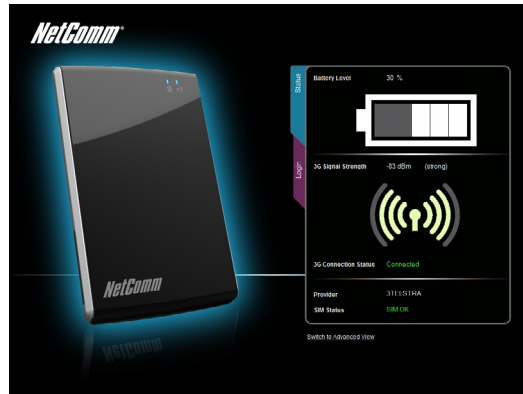 NetComm
Status
Login
Battery Level 30 %
3G Signal Strength -83 dBm (strong)
3G Connection Status Connected
Provider 3TELSTRA
SIM Status SIM OK
Switch to Advanced View
NetComm
NetComm